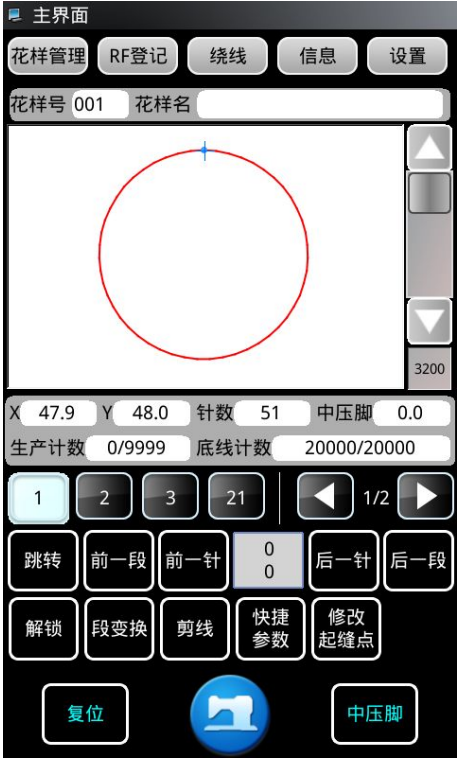 主界面
花样管理 RF登记 绕线 信息 设置
花样号 001 花样名
3200
X 47.9 Y 48.0 针数 51 中压脚 0.0
生产计数 0/9999 底线计数 20000/20000
1 2 3 21 1/2
跳转 前一段 前一针 0 0 后一针 后一段
解锁 段变换 剪线 快捷参数 修改起缝点
复位 中压脚